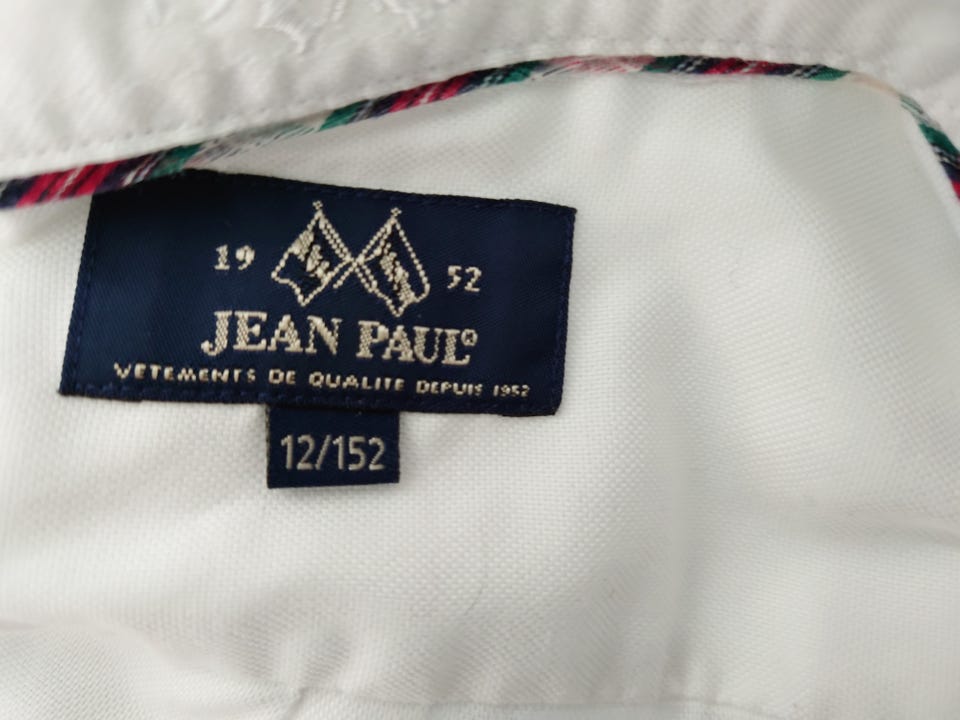 19 52
JEAN PAUL®
VETEMENTS DE QUALITE DEPUIS 1952
12/152